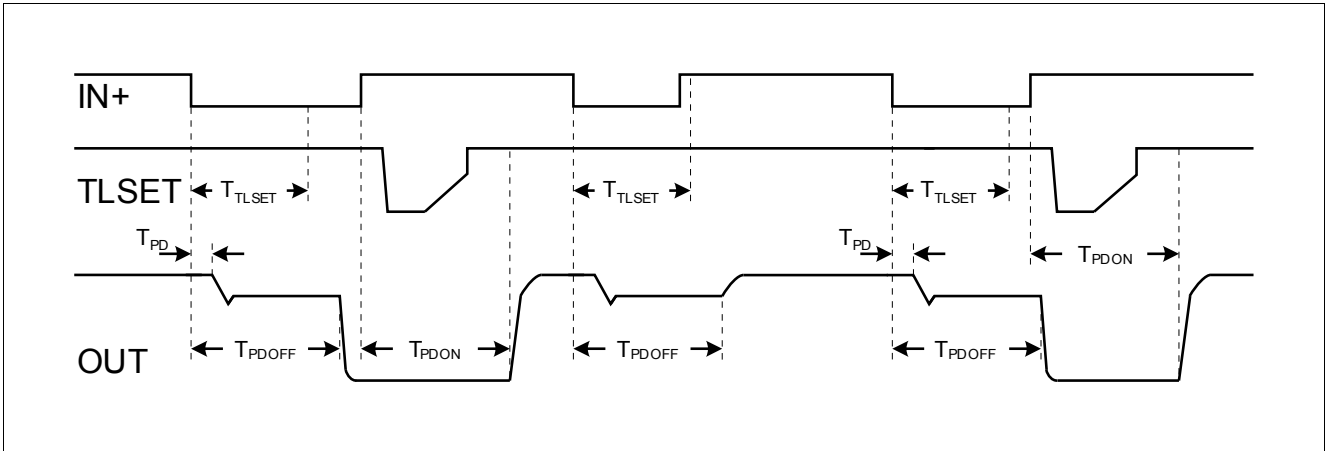 IN+
TLSET
T_TLSET
T_TLSET
T_TLSET
T_PD
T_PD
T_PDON
OUT
T_PDOFF
T_PDON
T_PDOFF
T_PDOFF